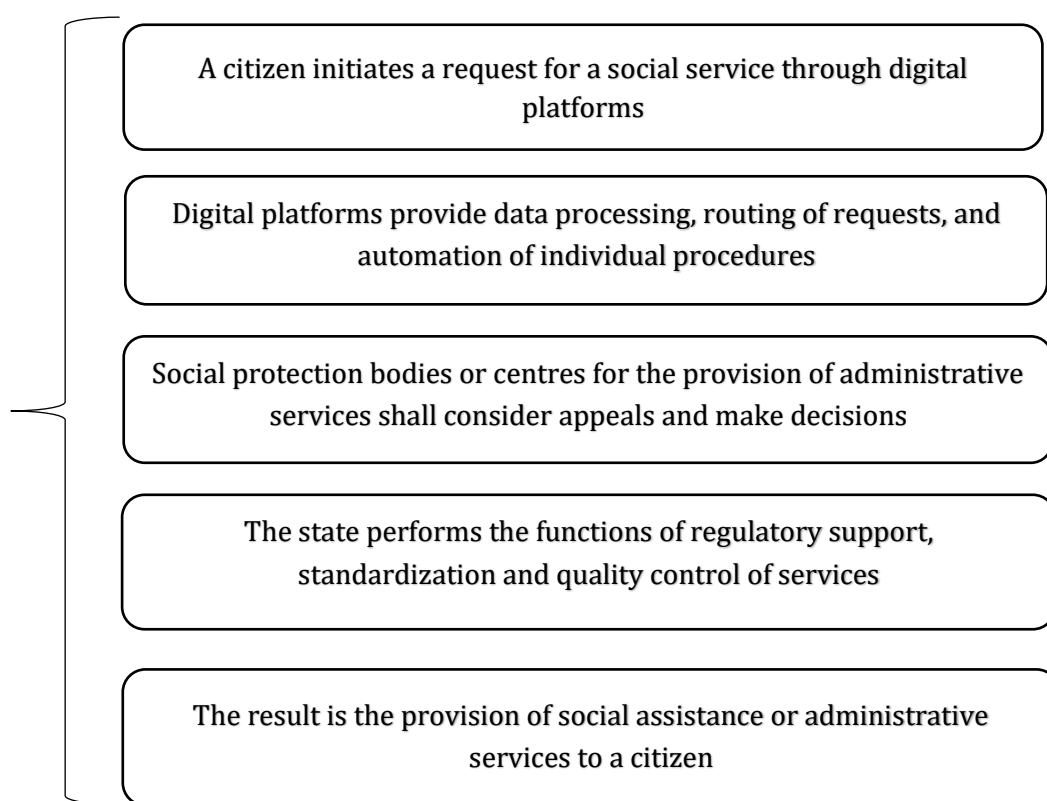 A citizen initiates a request for a social service through digital
platforms
Digital platforms provide data processing, routing of requests, and
automation of individual procedures
Social protection bodies or centres for the provision of administrative
services shall consider appeals and make decisions
The state performs the functions of regulatory support,
standardization and quality control of services
The result is the provision of social assistance or administrative
services to a citizen